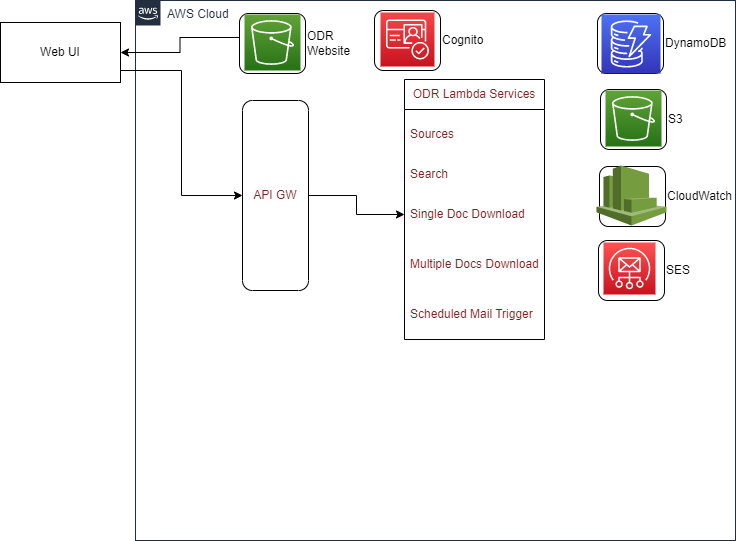 aws
AWS Cloud
Web UI
ODR
Website
Cognito
DynamoDB
ODR Lambda Services
S3
Sources
Search
API GW
CloudWatch
Single Doc Download
Multiple Docs Download
SES
Scheduled Mail Trigger